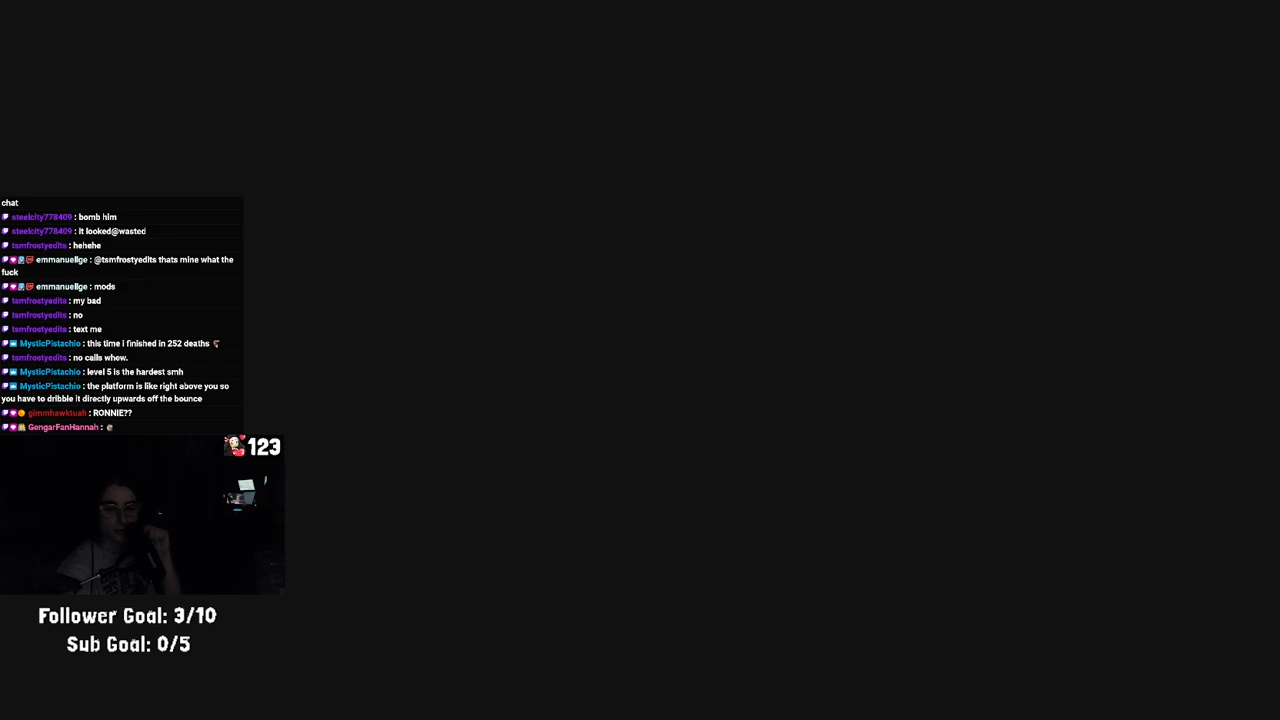 chat
steelcity778409 : bomb him
steelcity778409 : it looked@wasted
tsmfrostyedits : hehehe
emmanuellge : @tsmfrostyedits thats mine what the
fuck
emmanuellge : mods
tsmfrostyedits : my bad
tsmfrostyedits : no
tsmfrostyedits : text me
MysticPistachio : this time i finished in 252 deaths
tsmfrostyedits : no calls whew.
MysticPistachio : level 5 is the hardest smh
MysticPistachio : the platform is like right above you so
you have to dribble it directly upwards off the bounce
gimmhawktuah : RONNIE??
GengarFanHannah :
123
Follower Goal: 3/10
Sub Goal: 0/5